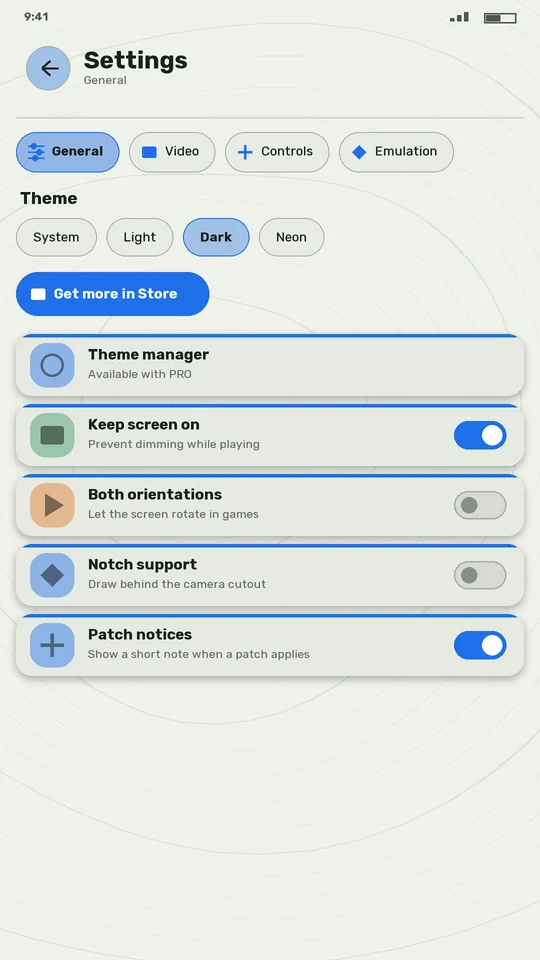 9:41
Settings
General
General
Video
Controls
Emulation
Theme
System
Light
Dark
Neon
Get more in Store
Theme manager
Available with PRO
Keep screen on
Prevent dimming while playing
Both orientations
Let the screen rotate in games
Notch support
Draw behind the camera cutout
Patch notices
Show a short note when a patch applies